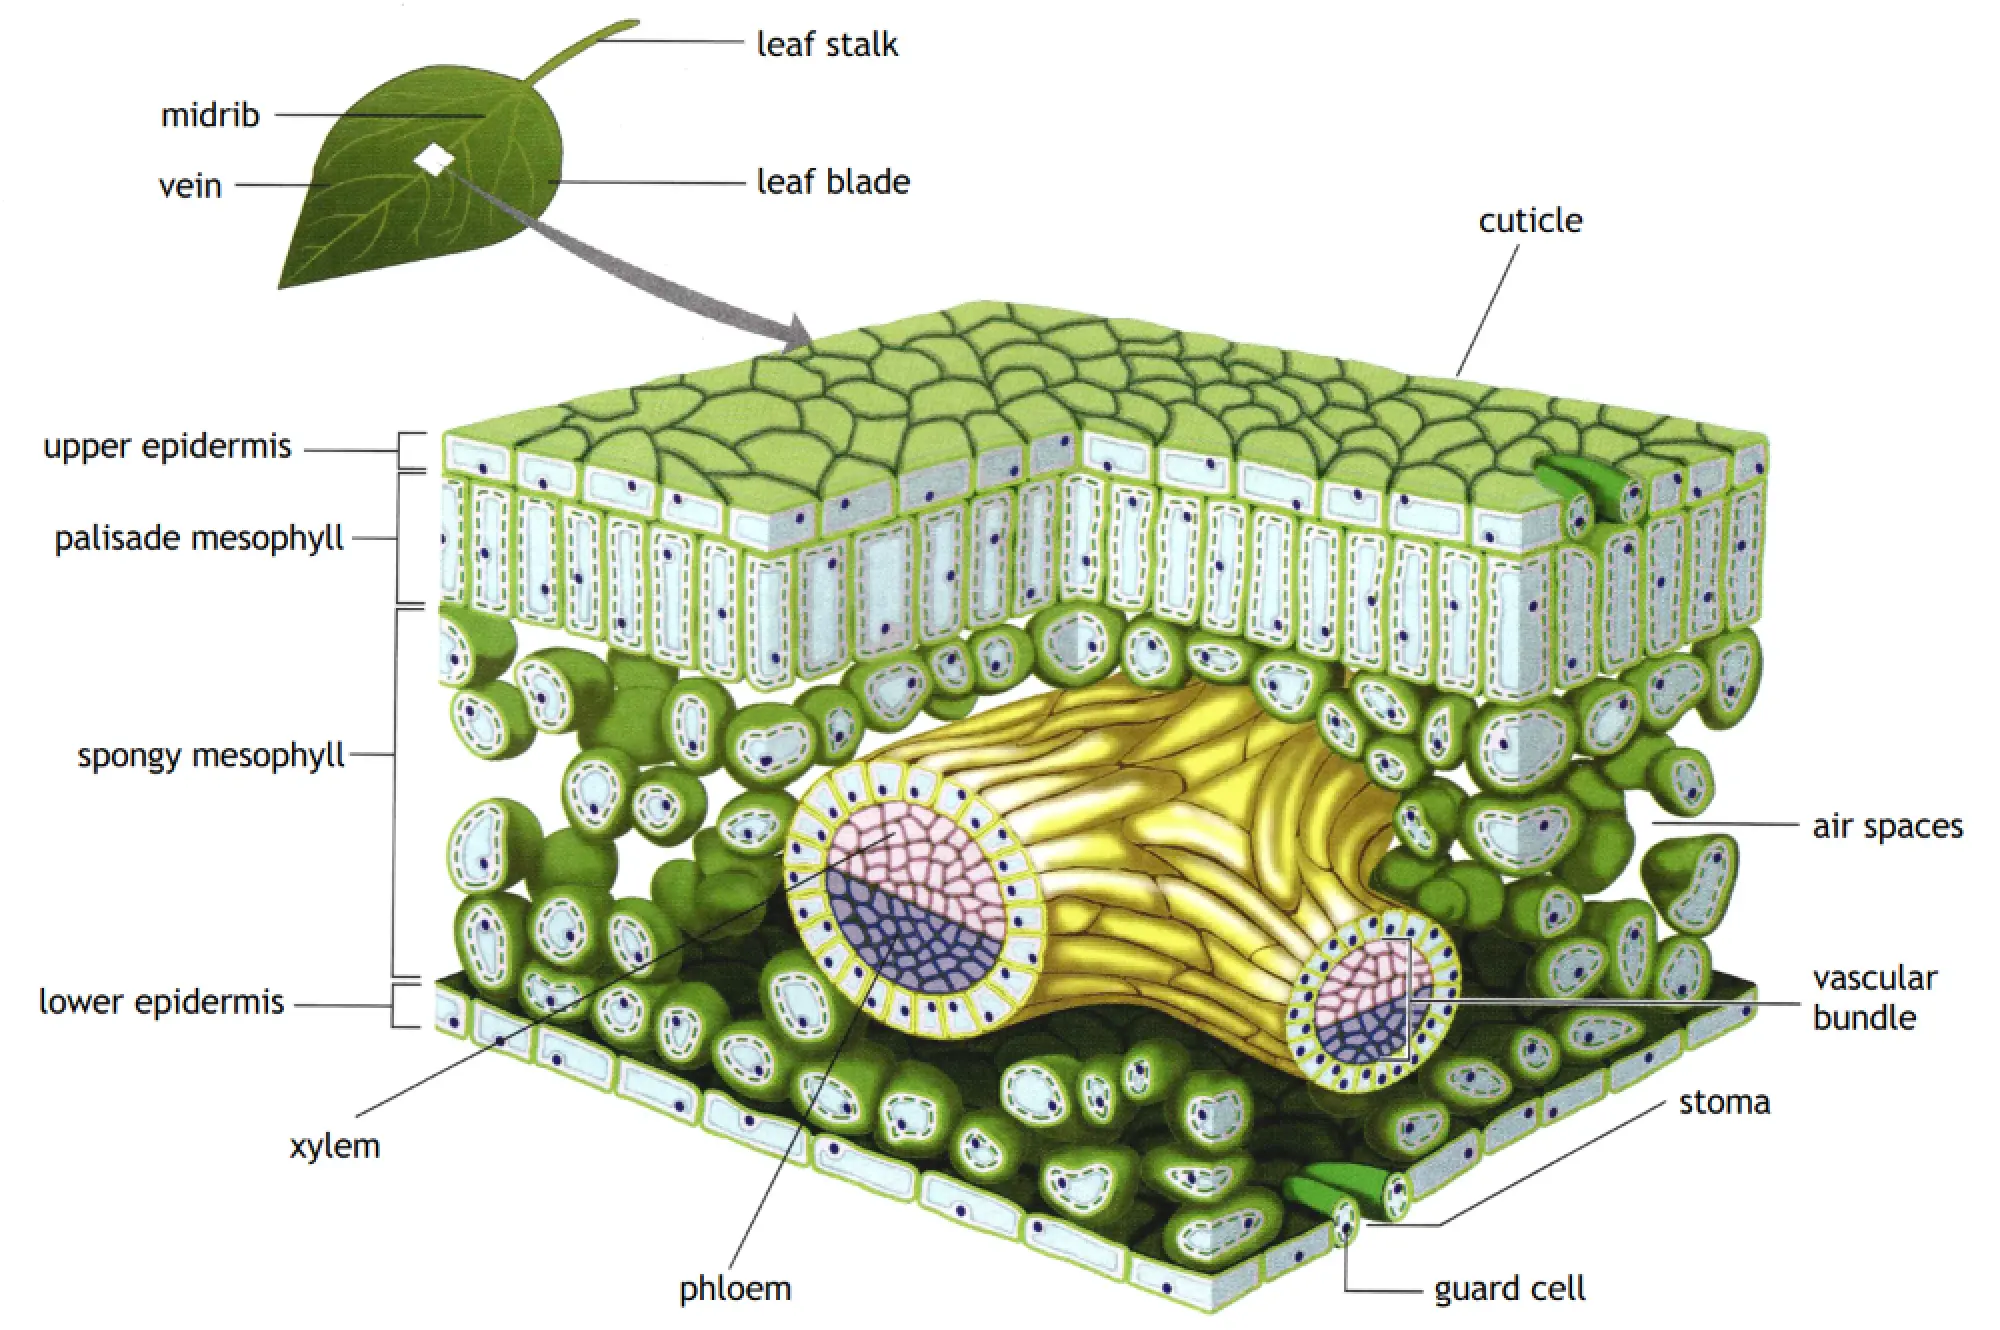 leaf stalk
midrib
vein
leaf blade
cuticle
upper epidermis
palisade mesophyll
spongy mesophyll
air spaces
lower epidermis
vascular
bundle
stoma
xylem
phloem
guard cell